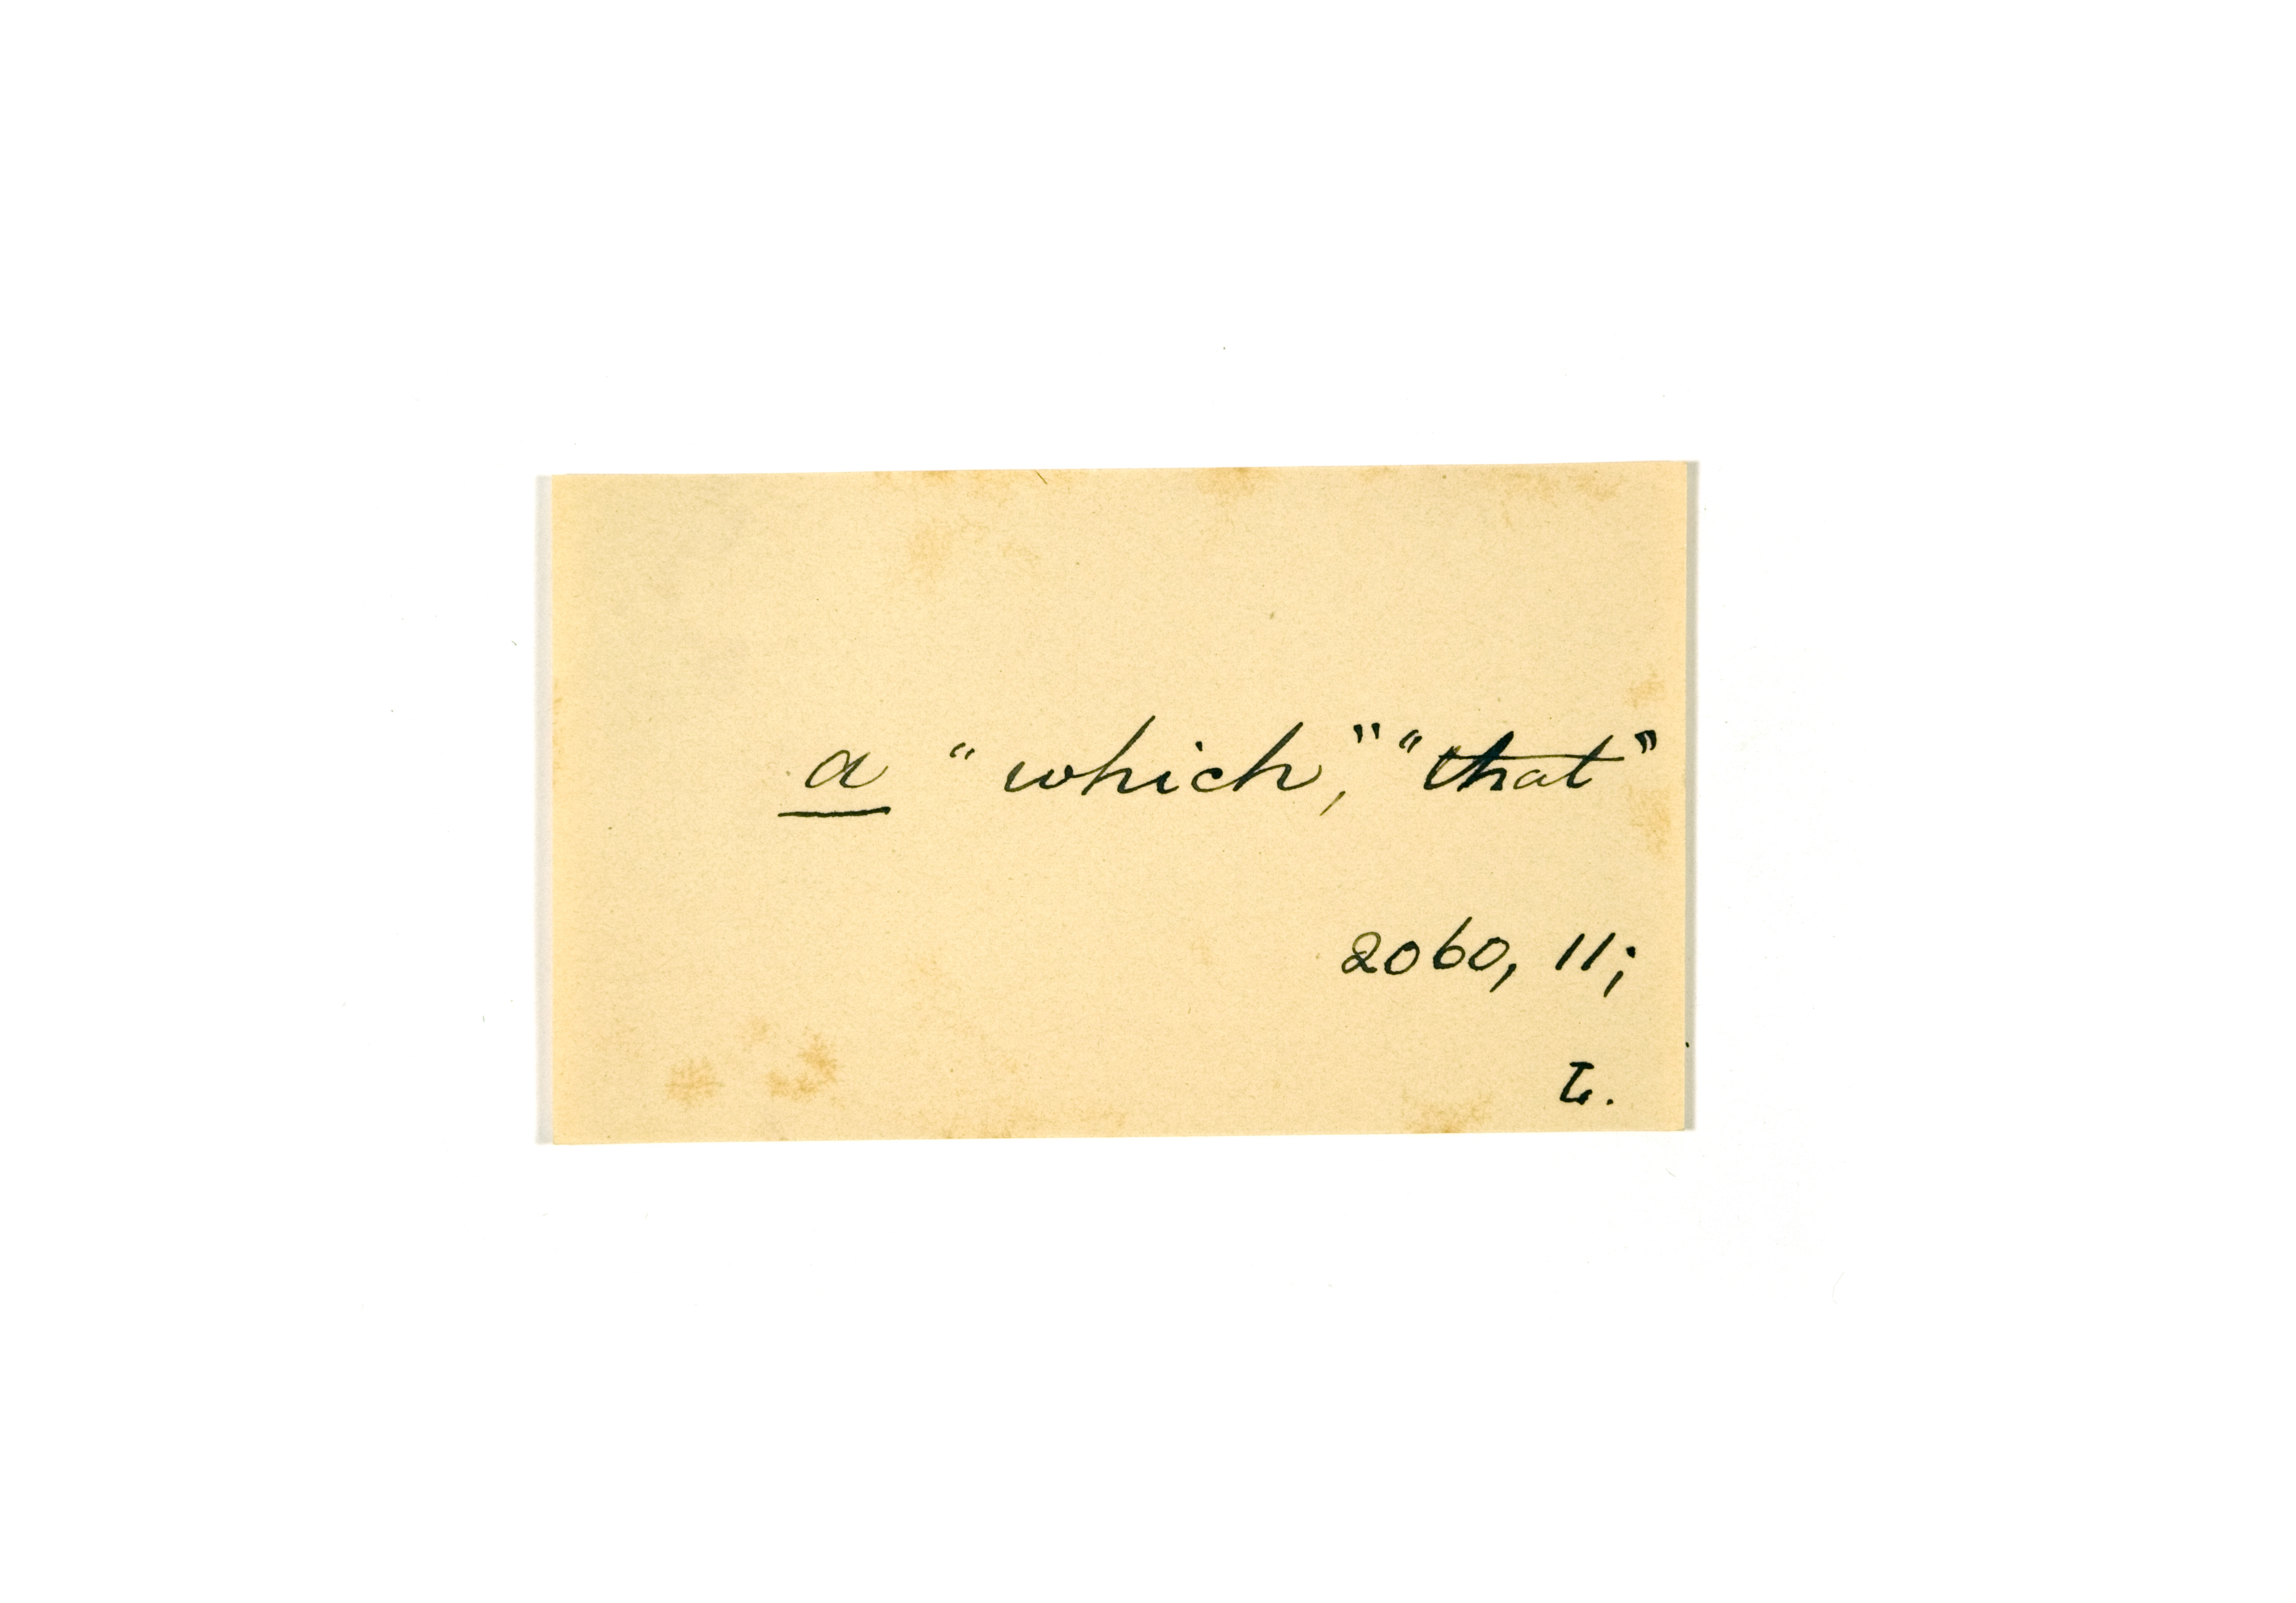 a "which," "that"
2060, 11;